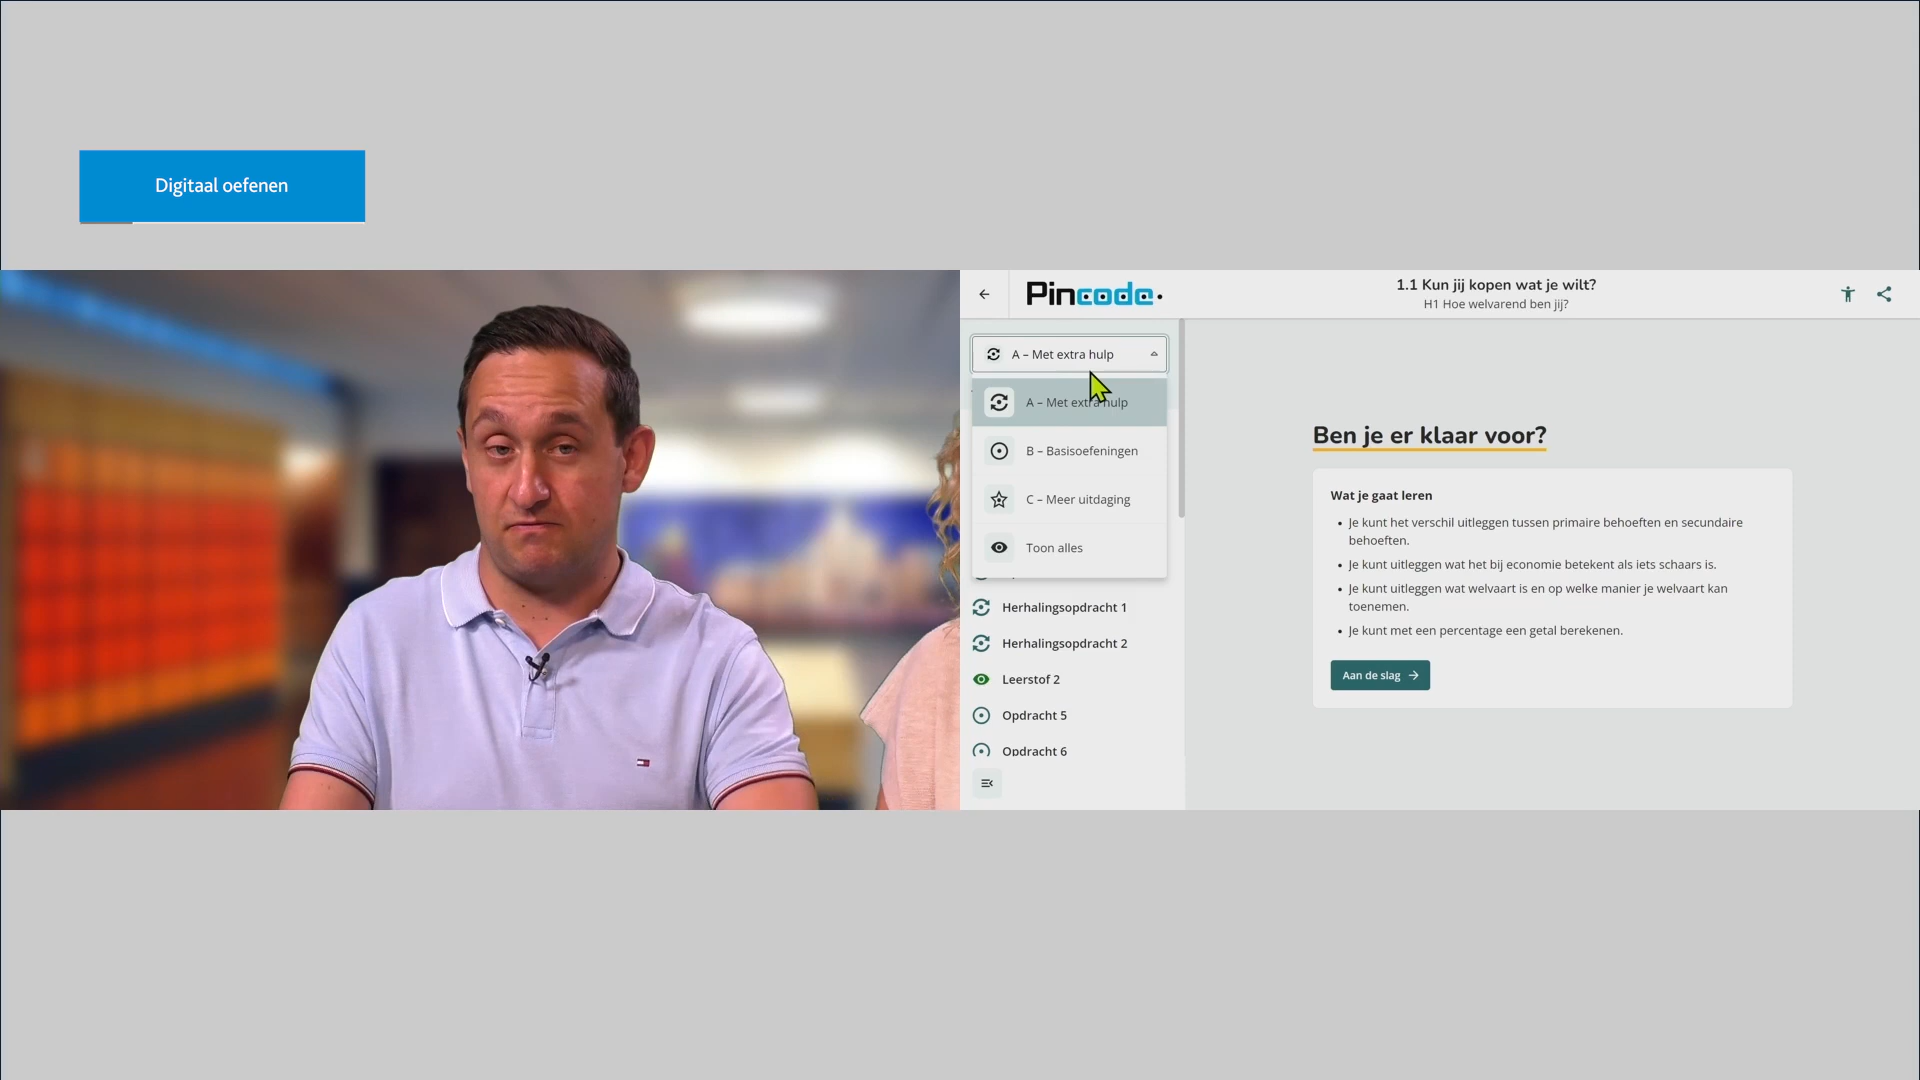 Digitaal oefenen
Pincode.
1.1 Kun jij kopen wat je wilt?
H1 Hoe welvarend ben jij?
A – Met extra hulp
A – Met extra hulp
B – Basisoefeningen
C – Meer uitdaging
Toon alles
Herhalingsopdracht 1
Herhalingsopdracht 2
Leerstof 2
Opdracht 5
Opdracht 6
Ben je er klaar voor?
Wat je gaat leren
• Je kunt het verschil uitleggen tussen primaire behoeften en secundaire
behoeften.
• Je kunt uitleggen wat het bij economie betekent als iets schaars is.
• Je kunt uitleggen wat welvaart is en op welke manier je welvaart kan
toenemen.
• Je kunt met een percentage een getal berekenen.
Aan de slag